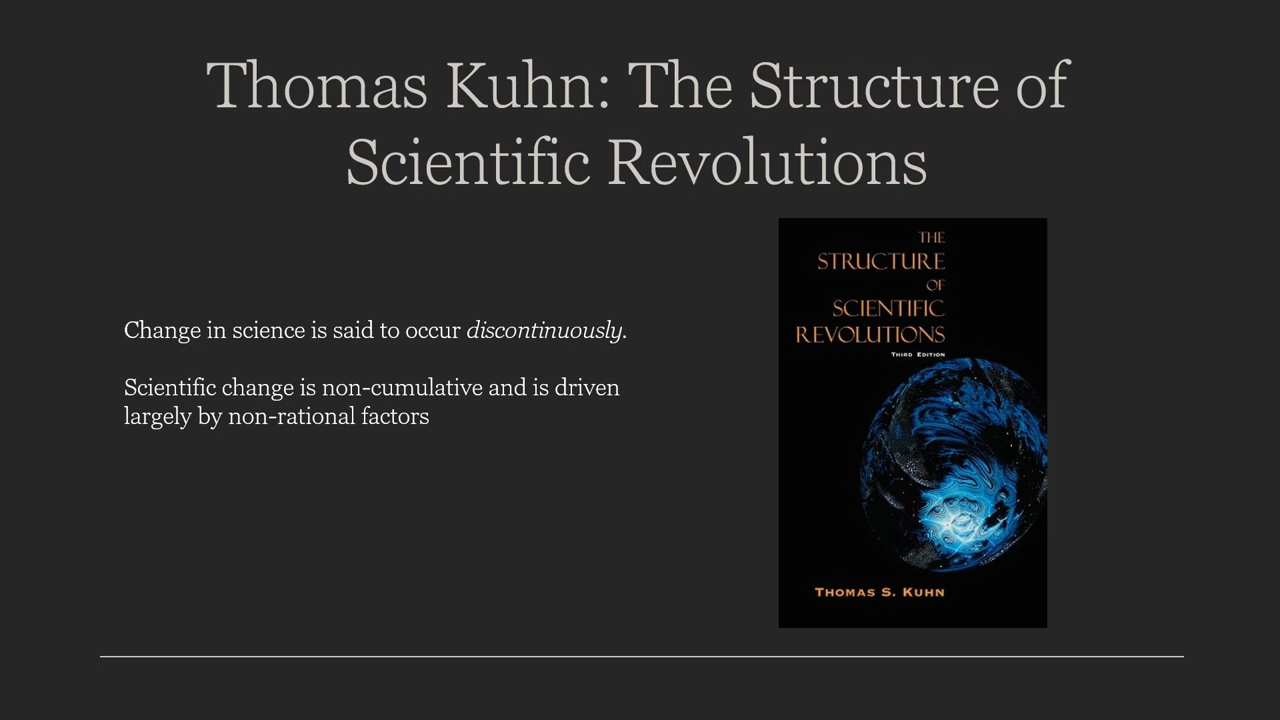 Thomas Kuhn: The Structure of
Scientific Revolutions
Change in science is said to occur discontinuously.
Scientific change is non-cumulative and is driven
largely by non-rational factors
THE
STRUCTURE
OF
SCIENTIFIC
REVOLUTIONS
THIRD EDITION
THOMAS S. KUHN